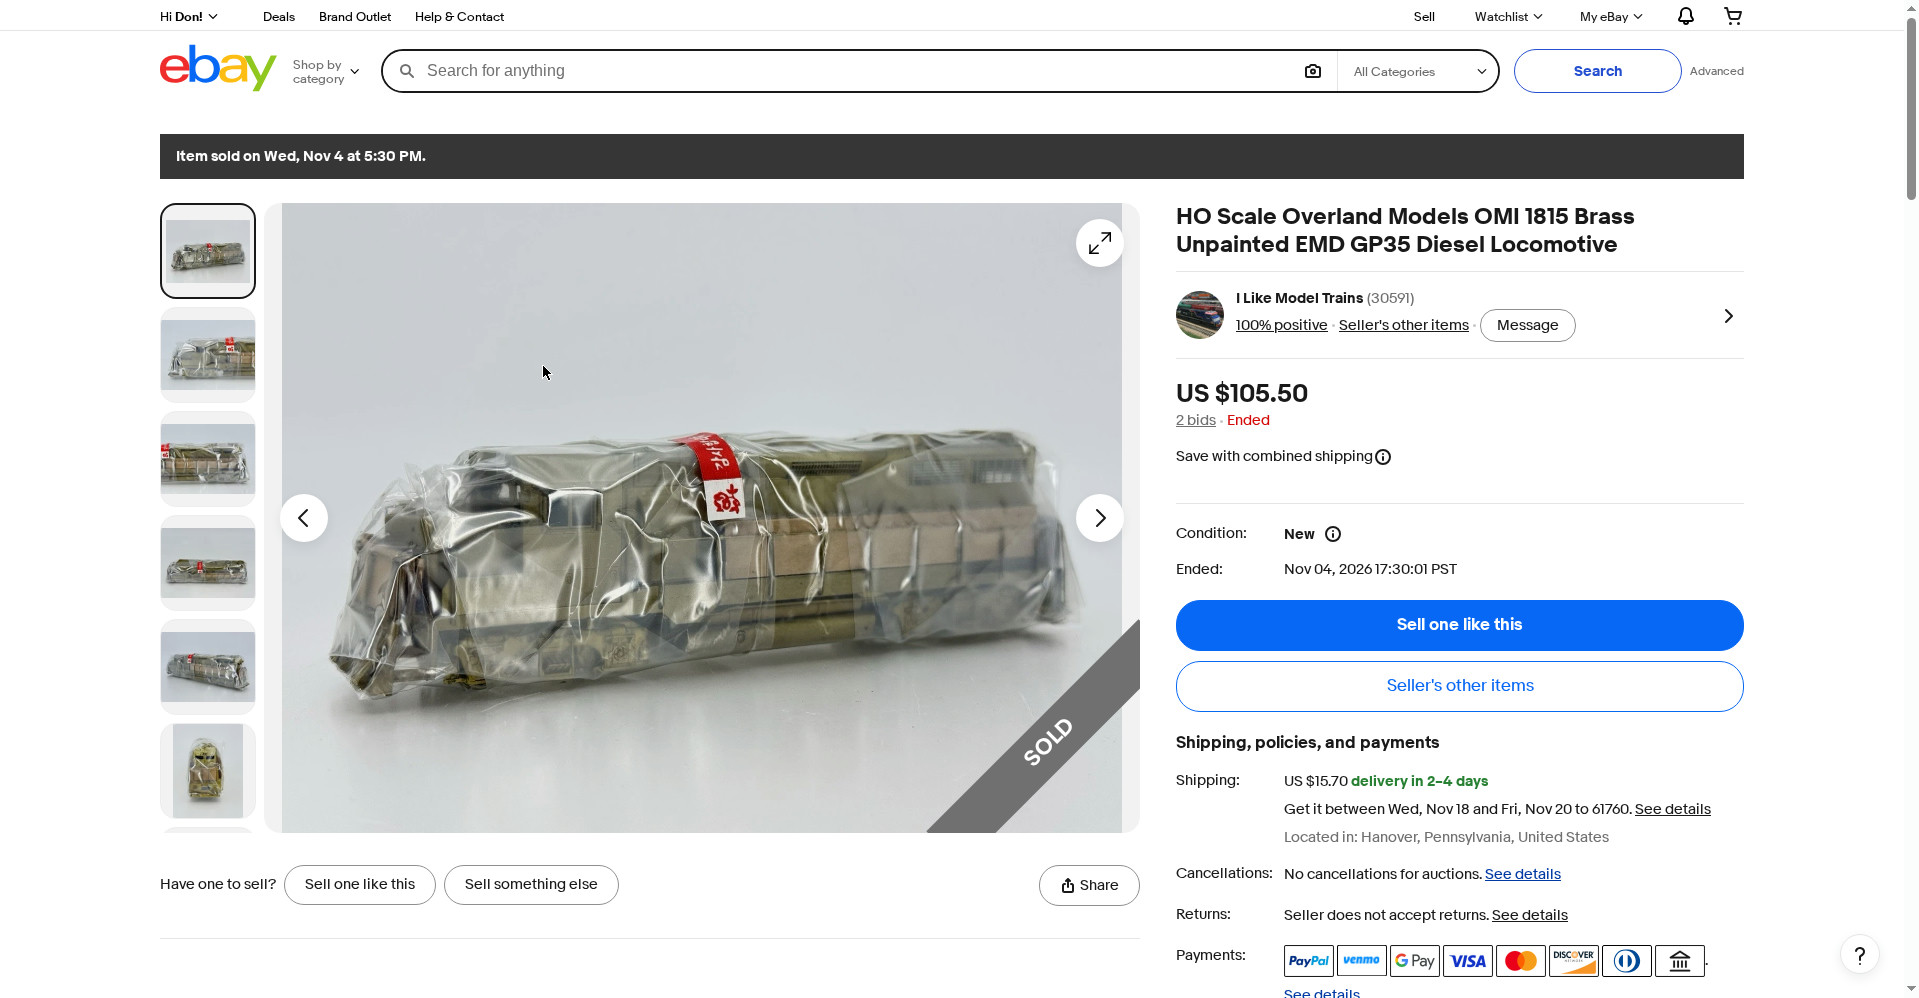 Hi Don!
Deals
Brand Outlet
Help & Contact
Sell
Watchlist
My eBay
ebay
Shop by
category
Search for anything
All Categories
Search
Advanced
Item sold on Wed, Nov 4 at 5:30 PM.
SOLD
HO Scale Overland Models OMI 1815 Brass
Unpainted EMD GP35 Diesel Locomotive
I Like Model Trains (30591)
100% positive · Seller's other items · Message
US $105.50
2 bids · Ended
Save with combined shipping
Condition: New
Ended: Nov 04, 2026 17:30:01 PST
Sell one like this
Seller's other items
Shipping, policies, and payments
Shipping: US $15.70 delivery in 2–4 days
Get it between Wed, Nov 18 and Fri, Nov 20 to 61760. See details
Located in: Hanover, Pennsylvania, United States
Cancellations: No cancellations for auctions. See details
Returns: Seller does not accept returns. See details
Payments: PayPal venmo G Pay VISA DISCOVER
See details
Have one to sell? Sell one like this Sell something else
Share
?